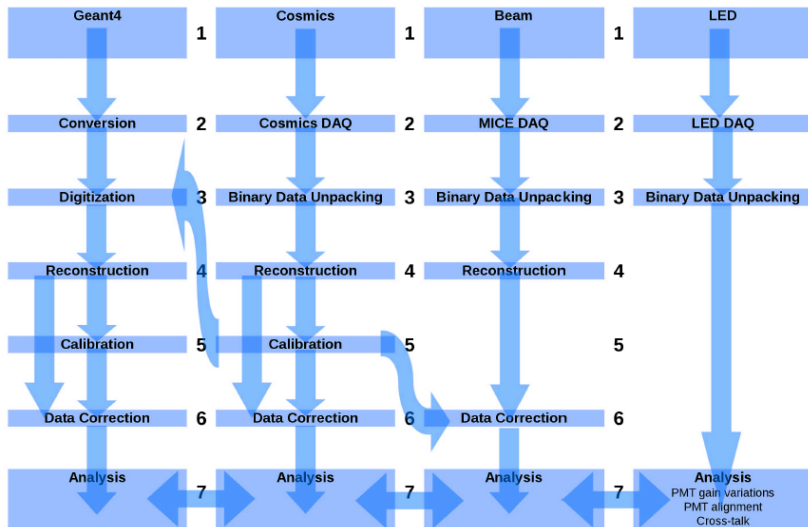 Geant4 1 Cosmics 1 Beam 1 LED
Conversion 2 Cosmics DAQ 2 MICE DAQ 2 LED DAQ
Digitization 3 Binary Data Unpacking 3 Binary Data Unpacking 3 Binary Data Unpacking
Reconstruction 4 Reconstruction 4 Reconstruction 4
Calibration 5 Calibration 5 5
Data Correction 6 Data Correction 6 Data Correction 6
Analysis 7 Analysis 7 Analysis 7 Analysis
PMT gain variations
PMT alignment
Cross-talk